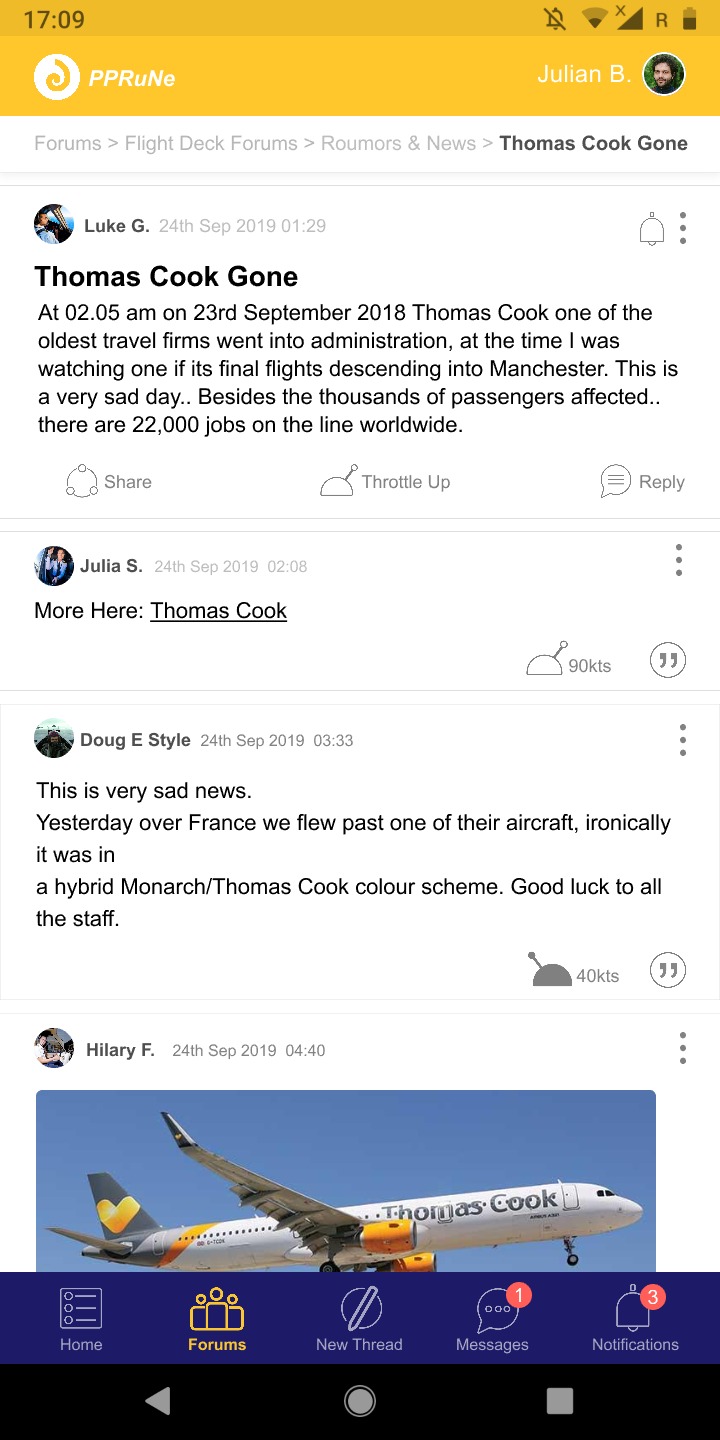 17:09
R
PPRuNe
Julian B.
Forums > Flight Deck Forums > Roumors & News > Thomas Cook Gone
Luke G. 24th Sep 2019 01:29
Thomas Cook Gone
At 02.05 am on 23rd September 2018 Thomas Cook one of the
oldest travel firms went into administration, at the time I was
watching one if its final flights descending into Manchester. This is
a very sad day.. Besides the thousands of passengers affected..
there are 22,000 jobs on the line worldwide.
Share Throttle Up Reply
Julia S. 24th Sep 2019 02:08
More Here: Thomas Cook
90kts
Doug E Style 24th Sep 2019 03:33
This is very sad news.
Yesterday over France we flew past one of their aircraft, ironically
it was in
a hybrid Monarch/Thomas Cook colour scheme. Good luck to all
the staff.
40kts
Hilary F. 24th Sep 2019 04:40
Thomas Cook
1 3
Home Forums New Thread Messages Notifications